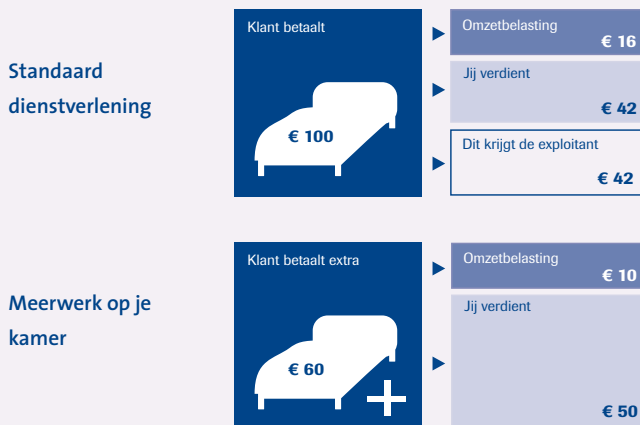 Standaard
dienstverlening
Klant betaalt
€ 100
Omzetbelasting
€ 16
Jij verdient
€ 42
Dit krijgt de exploitant
€ 42
Meerwerk op je
kamer
Klant betaalt extra
€ 60
Omzetbelasting
€ 10
Jij verdient
€ 50